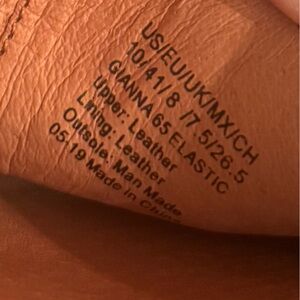 US/EU/UK/MX/CH
10/41/8 /7.5/26.5
GIANNA 65 ELASTIC
Upper: Leather
Lining: Leather
Outsole: Man Made
05-19 Made in China